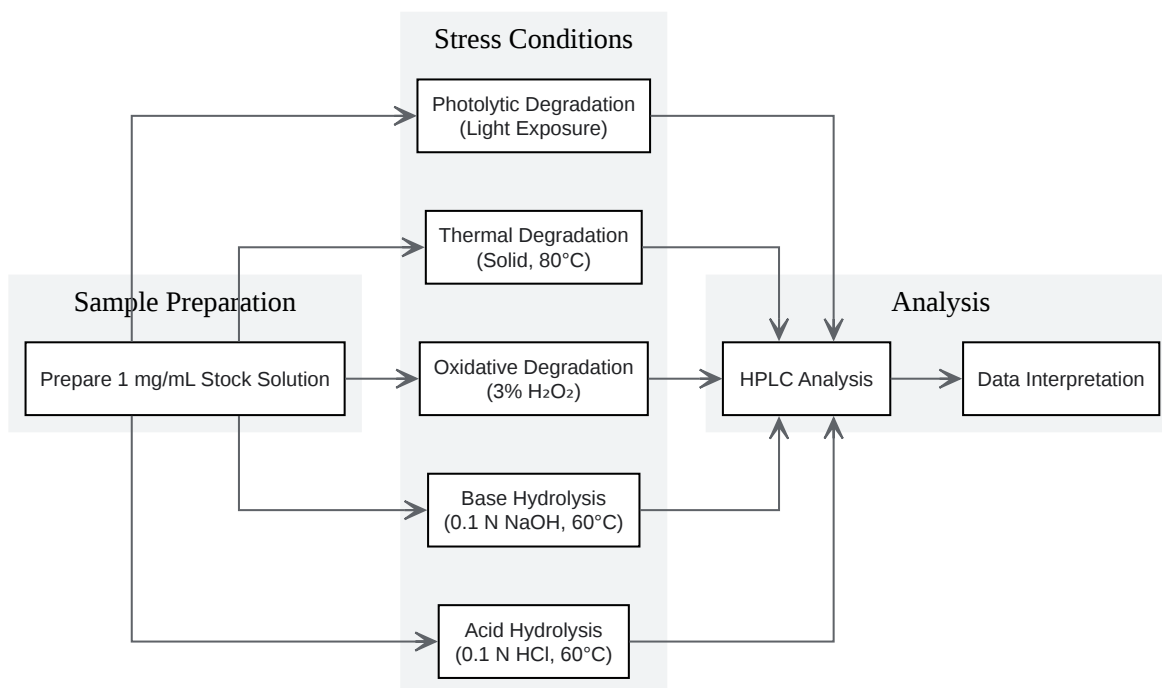 Stress Conditions
Photolytic Degradation
(Light Exposure)
Thermal Degradation
(Solid, 80°C)
Sample Preparation
Analysis
Prepare 1 mg/mL Stock Solution
Oxidative Degradation
(3% H₂O₂)
HPLC Analysis
Data Interpretation
Base Hydrolysis
(0.1 N NaOH, 60°C)
Acid Hydrolysis
(0.1 N HCl, 60°C)